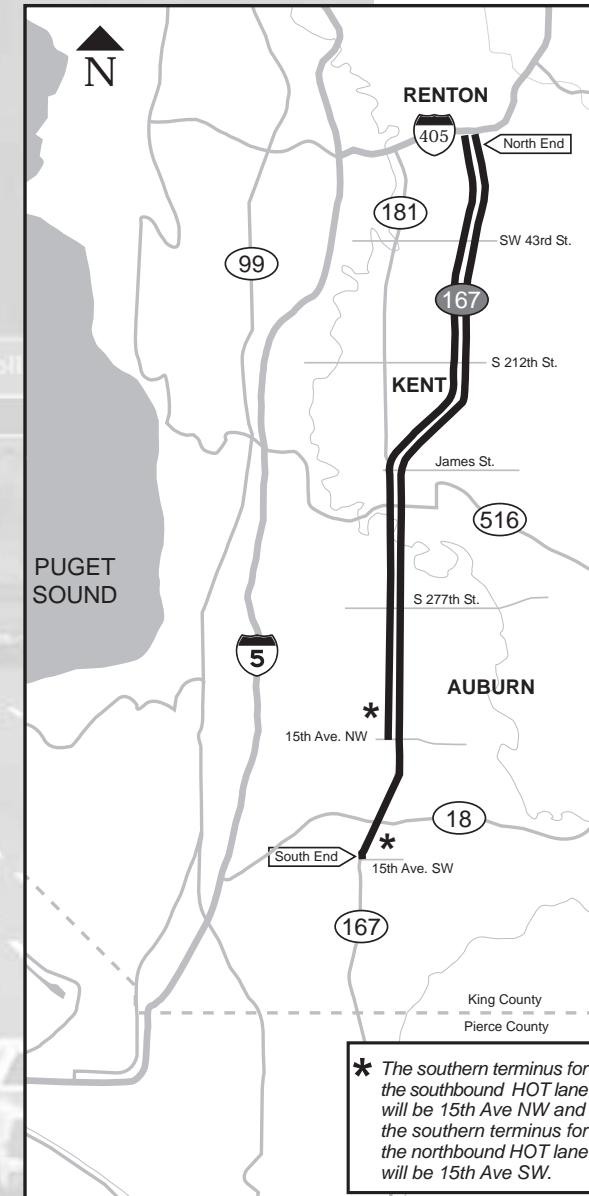 N
RENTON
405
North End
181
SW 43rd St.
99
167
S 212th St.
KENT
James St.
516
PUGET
SOUND
S 277th St.
5
AUBURN
*
15th Ave. NW
18
*
South End
15th Ave. SW
167
King County
Pierce County
* The southern terminus for
the southbound HOT lane
will be 15th Ave NW and
the southern terminus for
the northbound HOT lane
will be 15th Ave SW.